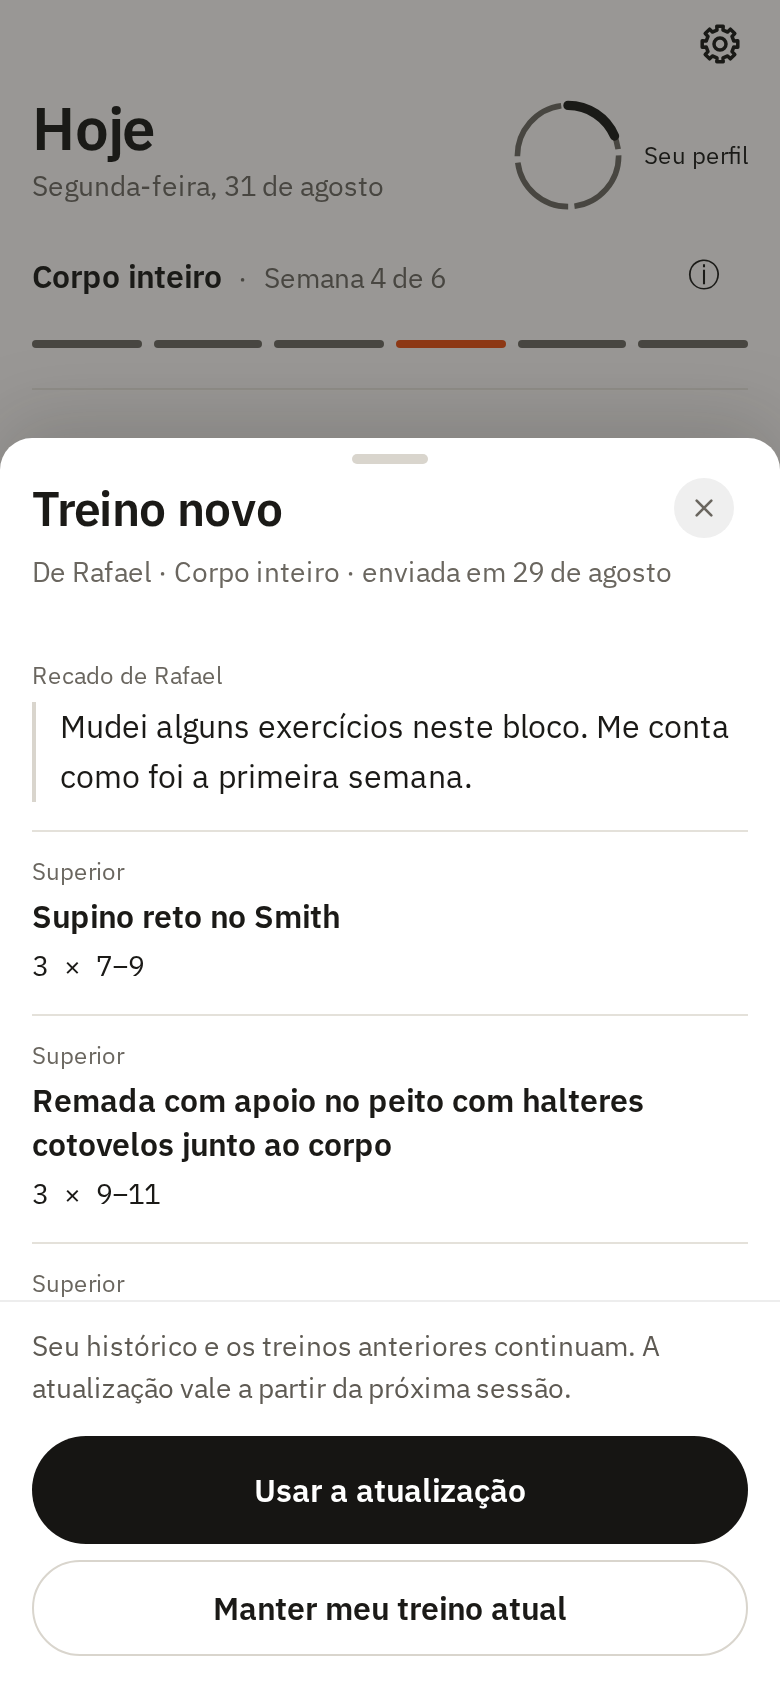 Hoje
Seu perfil
Segunda-feira, 31 de agosto
Corpo inteiro · Semana 4 de 6
Treino novo
De Rafael · Corpo inteiro · enviada em 29 de agosto
Recado de Rafael
Mudei alguns exercícios neste bloco. Me conta
como foi a primeira semana.
Superior
Supino reto no Smith
3 × 7–9
Superior
Remada com apoio no peito com halteres
cotovelos junto ao corpo
3 × 9–11
Superior
Seu histórico e os treinos anteriores continuam. A
atualização vale a partir da próxima sessão.
Usar a atualização
Manter meu treino atual